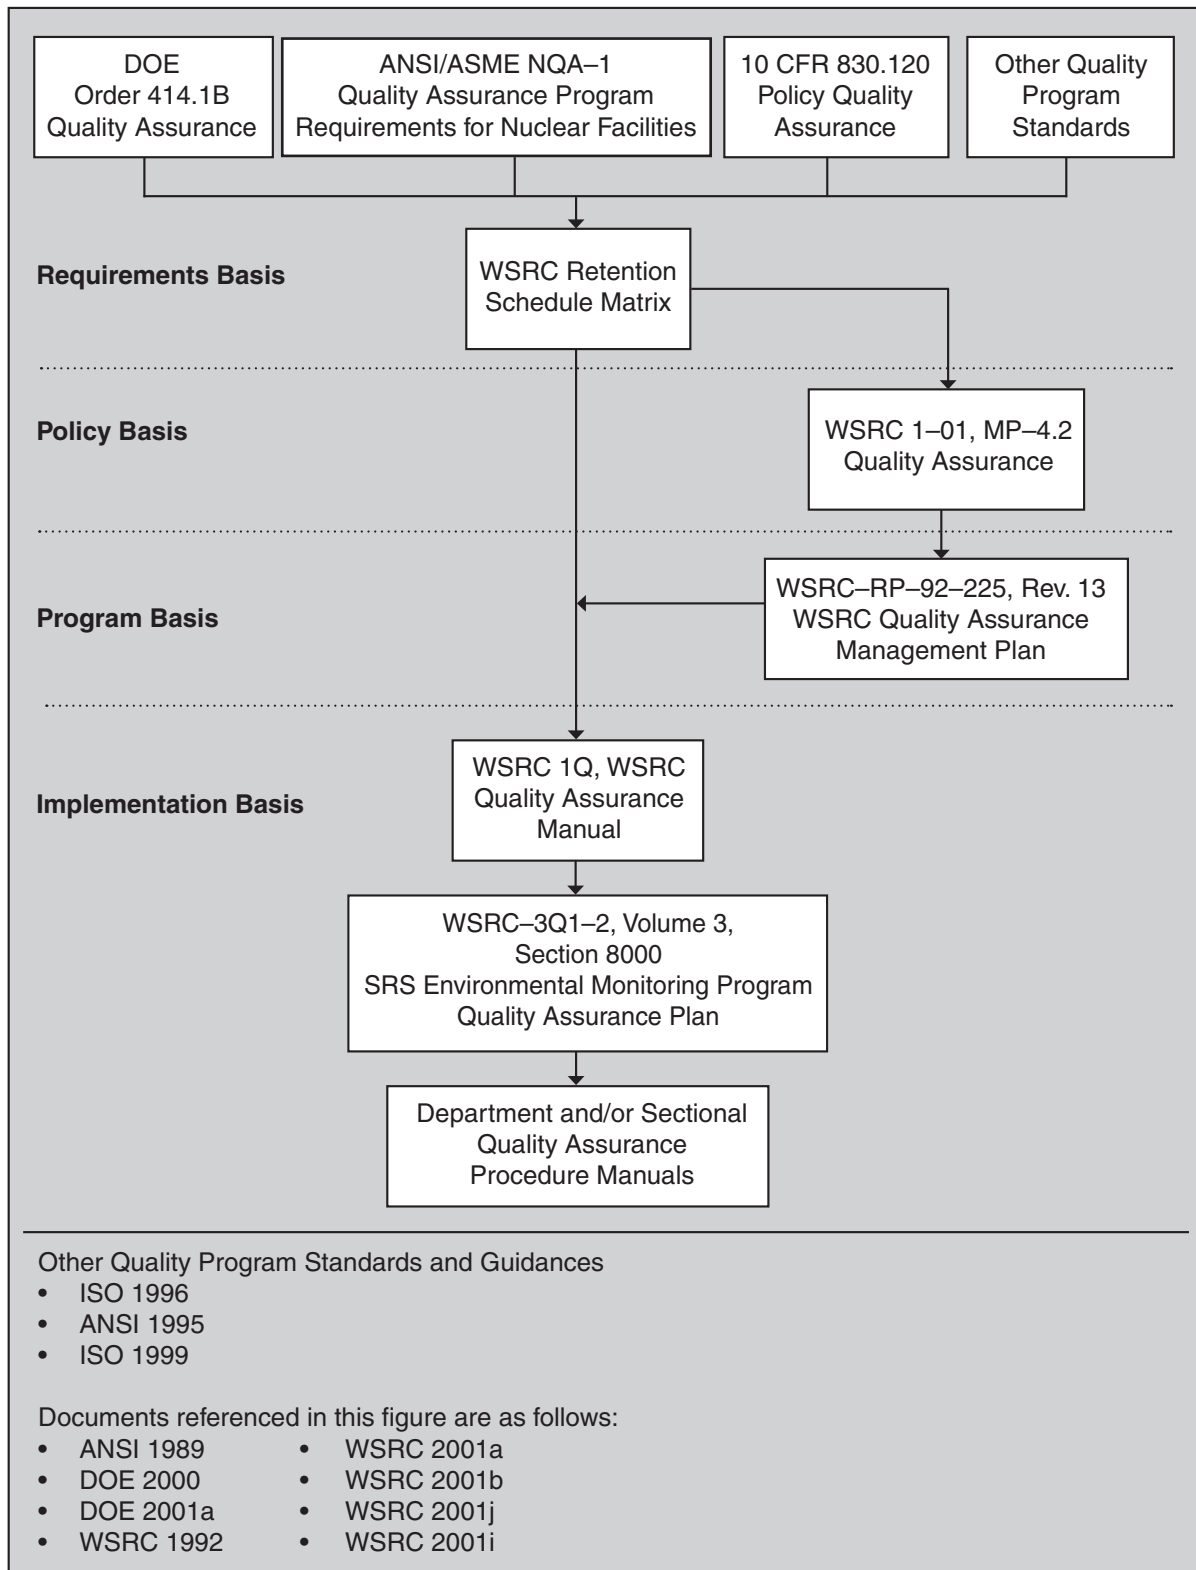 DOE
Order 414.1B
Quality Assurance
ANSI/ASME NQA–1
Quality Assurance Program
Requirements for Nuclear Facilities
10 CFR 830.120
Policy Quality
Assurance
Other Quality
Program
Standards
Requirements Basis
WSRC Retention
Schedule Matrix
Policy Basis
WSRC 1–01, MP–4.2
Quality Assurance
Program Basis
WSRC–RP–92–225, Rev. 13
WSRC Quality Assurance
Management Plan
Implementation Basis
WSRC 1Q, WSRC
Quality Assurance
Manual
WSRC–3Q1–2, Volume 3,
Section 8000
SRS Environmental Monitoring Program
Quality Assurance Plan
Department and/or Sectional
Quality Assurance
Procedure Manuals
Other Quality Program Standards and Guidances
• ISO 1996
• ANSI 1995
• ISO 1999
Documents referenced in this figure are as follows:
• ANSI 1989
• DOE 2000
• DOE 2001a
• WSRC 1992
• WSRC 2001a
• WSRC 2001b
• WSRC 2001j
• WSRC 2001i